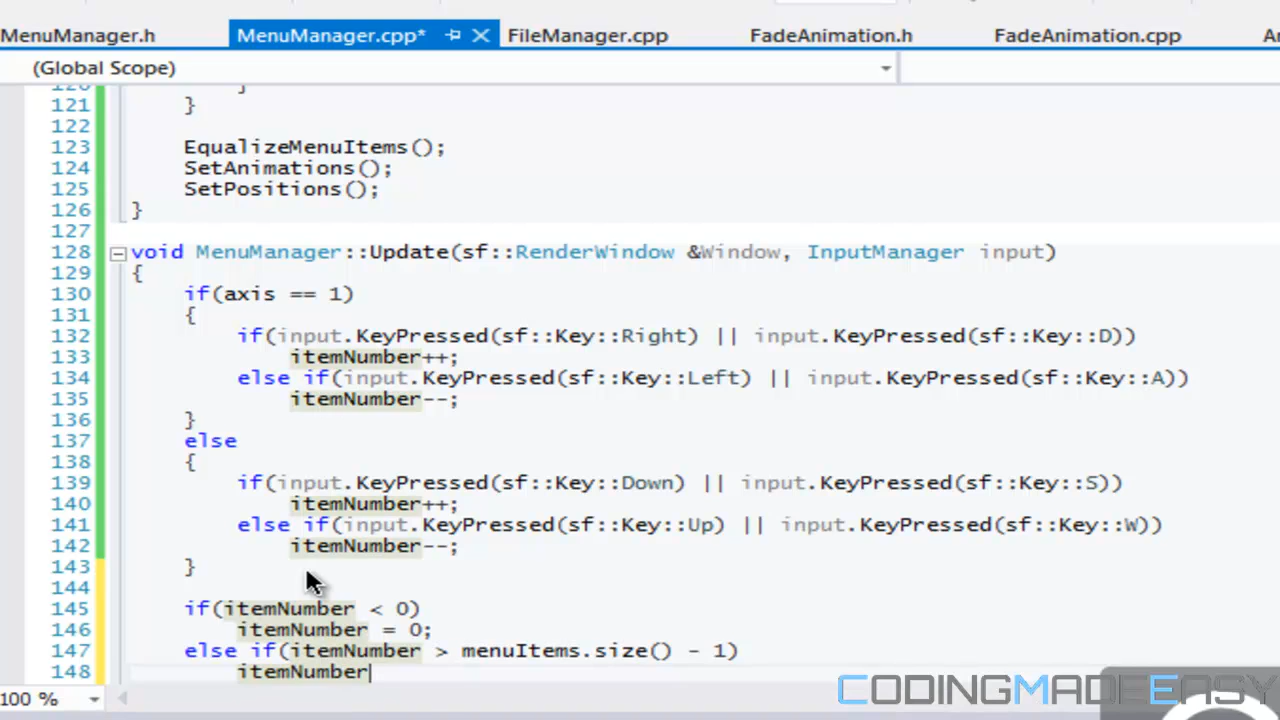 MenuManager.h MenuManager.cpp* FileManager.cpp FadeAnimation.h FadeAnimation.cpp
(Global Scope)
120 }
121 }
122
123 EqualizeMenuItems();
124 SetAnimations();
125 SetPositions();
126 }
127
128 void MenuManager::Update(sf::RenderWindow &Window, InputManager input)
129 {
130 if(axis == 1)
131 {
132 if(input.KeyPressed(sf::Key::Right) || input.KeyPressed(sf::Key::D))
133 itemNumber++;
134 else if(input.KeyPressed(sf::Key::Left) || input.KeyPressed(sf::Key::A))
135 itemNumber--;
136 }
137 else
138 {
139 if(input.KeyPressed(sf::Key::Down) || input.KeyPressed(sf::Key::S))
140 itemNumber++;
141 else if(input.KeyPressed(sf::Key::Up) || input.KeyPressed(sf::Key::W))
142 itemNumber--;
143 }
144
145 if(itemNumber < 0)
146 itemNumber = 0;
147 else if(itemNumber > menuItems.size() - 1)
148 itemNumber
100 %
CODINGMADEEASY